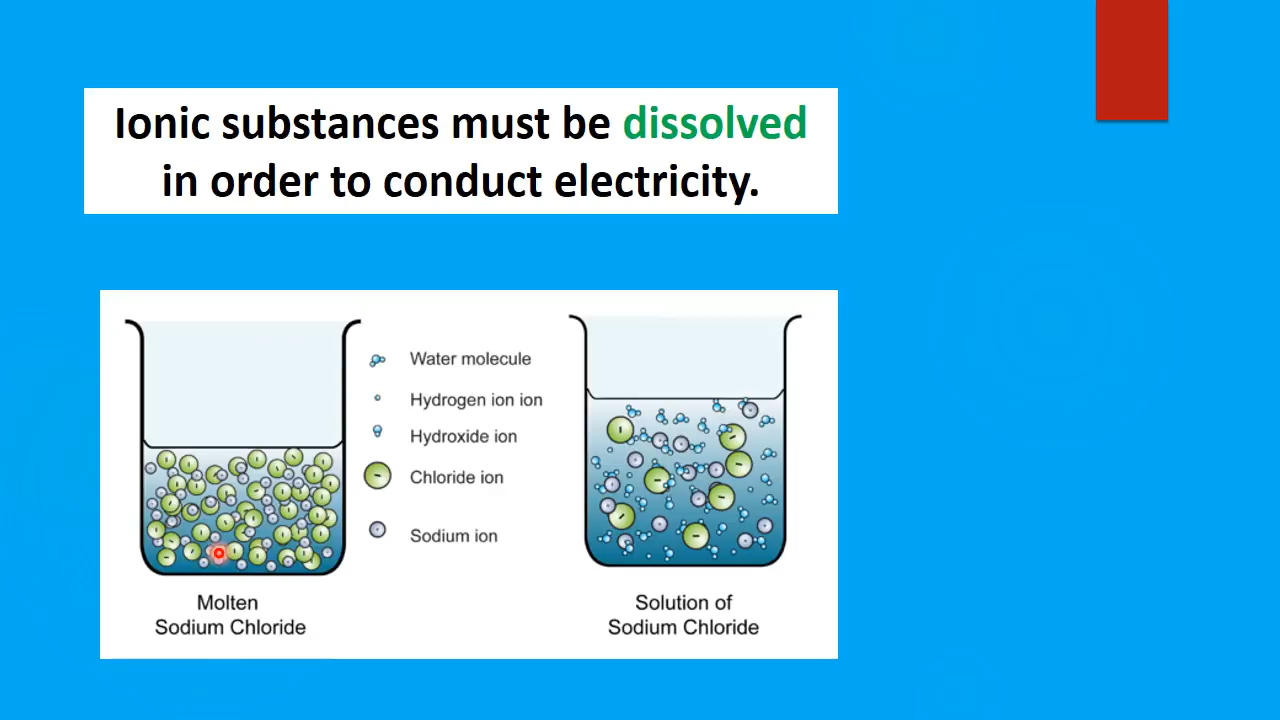 Ionic substances must be dissolved
in order to conduct electricity.
Water molecule
Hydrogen ion ion
Hydroxide ion
Chloride ion
Sodium ion
Molten
Sodium Chloride
Solution of
Sodium Chloride